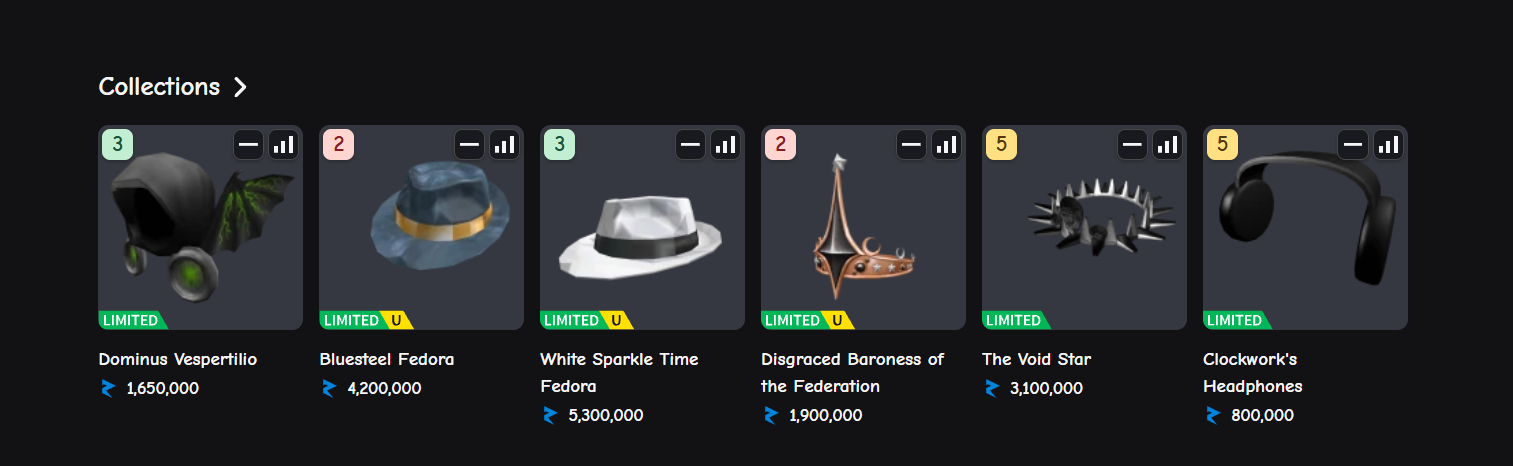 Collections
3
LIMITED
Dominus Vespertilio
1,650,000
2
LIMITED U
Bluesteel Fedora
4,200,000
3
LIMITED U
White Sparkle Time
Fedora
5,300,000
2
LIMITED U
Disgraced Baroness of
the Federation
1,900,000
5
LIMITED
The Void Star
3,100,000
5
LIMITED
Clockwork's
Headphones
800,000